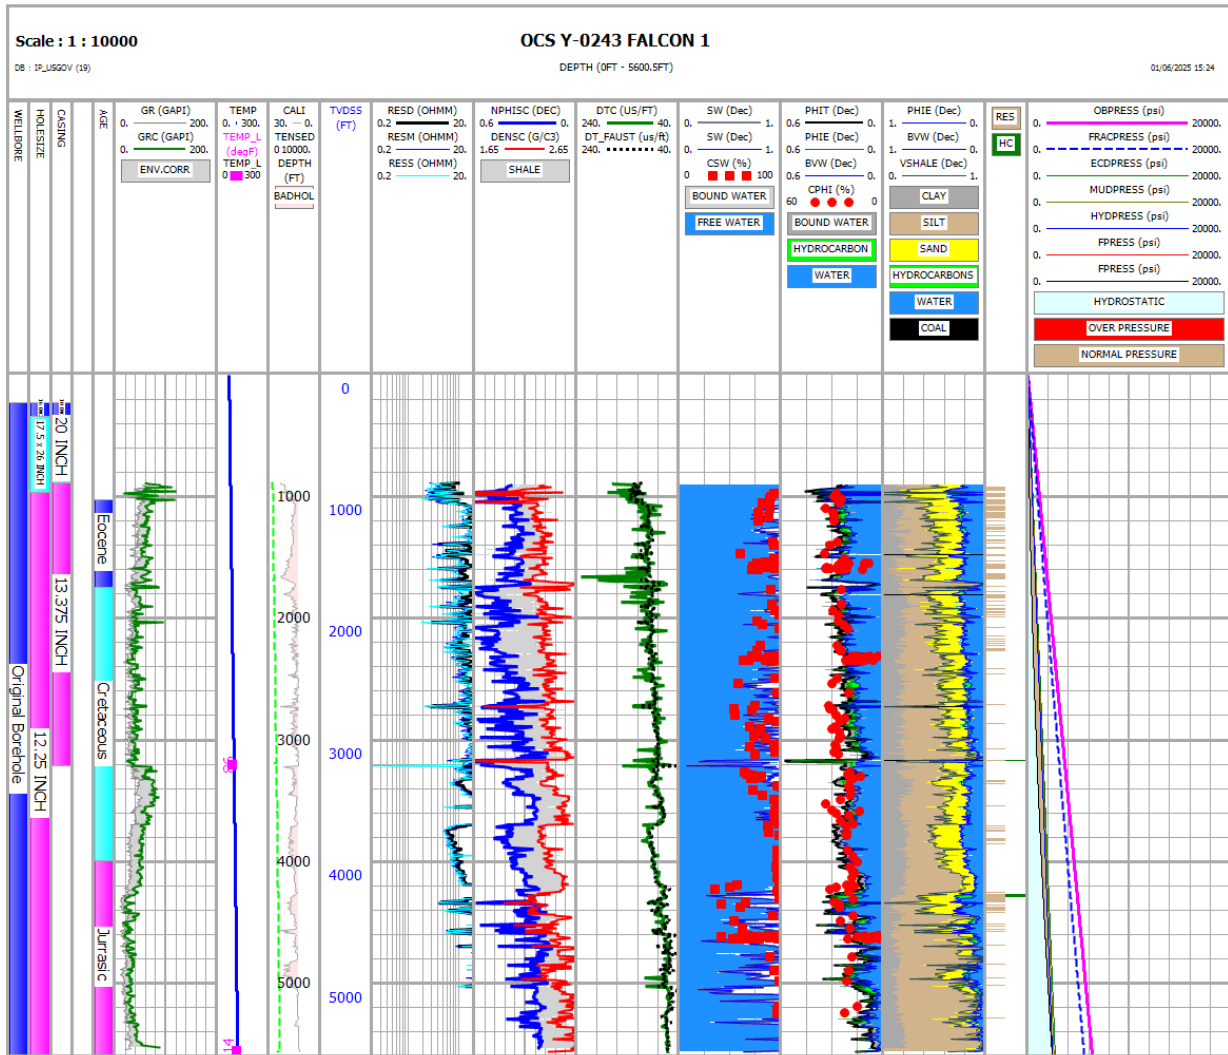 OCS Y-0243 FALCON 1
Scale : 1 : 10000
DB : IP_USGOV (19)
DEPTH (0FT - 5600.5FT)
01/06/2025 15:24
WELLBORE
HOLESIZE
CASING
AGE
GR (GAPI)
0. 200.
GRC (GAPI)
0. 200.
ENV.CORR
TEMP
0. 300.
TEMP_L
(degF)
TEMP_L
0 300
CALI
30. 0.
TENSED
0 10000.
DEPTH
(FT)
BADHOL
TVDSS
(FT)
RESD (OHMM)
0.2 20.
RESM (OHMM)
0.2 20.
RESS (OHMM)
0.2 20.
NPHISC (DEC)
0.6 0.
DENSC (G/C3)
1.65 2.65
SHALE
DTC (US/FT)
240. 40.
DT_FAUST (us/ft)
240. 40.
SW (Dec)
0. 1.
SW (Dec)
0. 1.
CSW (%)
0 100
BOUND WATER
FREE WATER
PHIT (Dec)
0.6 0.
PHIE (Dec)
0.6 0.
BVW (Dec)
0.6 0.
CPHI (%)
60 0
BOUND WATER
HYDROCARBON
WATER
PHIE (Dec)
1. 0.
BVW (Dec)
1. 0.
VSHALE (Dec)
0. 1.
CLAY
SILT
SAND
HYDROCARBONS
WATER
COAL
RES
HC
OBPRESS (psi)
0. 20000.
FRACPRESS (psi)
0. 20000.
ECDPRESS (psi)
0. 20000.
MUDPRESS (psi)
0. 20000.
HYDPRESS (psi)
0. 20000.
FPRESS (psi)
0. 20000.
FPRESS (psi)
0. 20000.
HYDROSTATIC
OVER PRESSURE
NORMAL PRESSURE
Original Borehole
17.5 x 26 INCH
12.25 INCH
20 INCH
13.375 INCH
Eocene
Cretaceous
Jurrasic
96
14
1000
2000
3000
4000
5000
0
1000
2000
3000
4000
5000